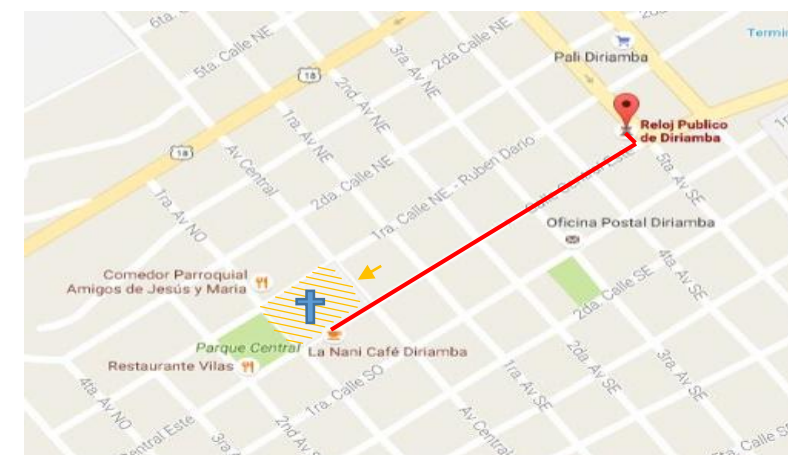 6ta. Calle NE
5ta. Calle NE
18
3ra. Av NE
2da Calle NE
2nd. Av NE
Pali Diriamba
Termin
1ra. Av NE
Reloj Publico
de Diriamba
18
Av Central
2da. Calle NE
1ra. Calle NE - Ruben Dario
5ta Av SE
1ra. Av NO
Oficina Postal Diriamba
4ta. Av SE
Comedor Parroquial
Amigos de Jesús y Maria
2da. Calle SE
Parque Central
La Nani Café Diriamba
Restaurante Vilas
1ra. Calle SO
1ra. Av SE
2da. Av SE
3ra. Av SE
4ta. Av NO
Av Central
2nd Av S
3ra. A
entral Este
ta. Calle S